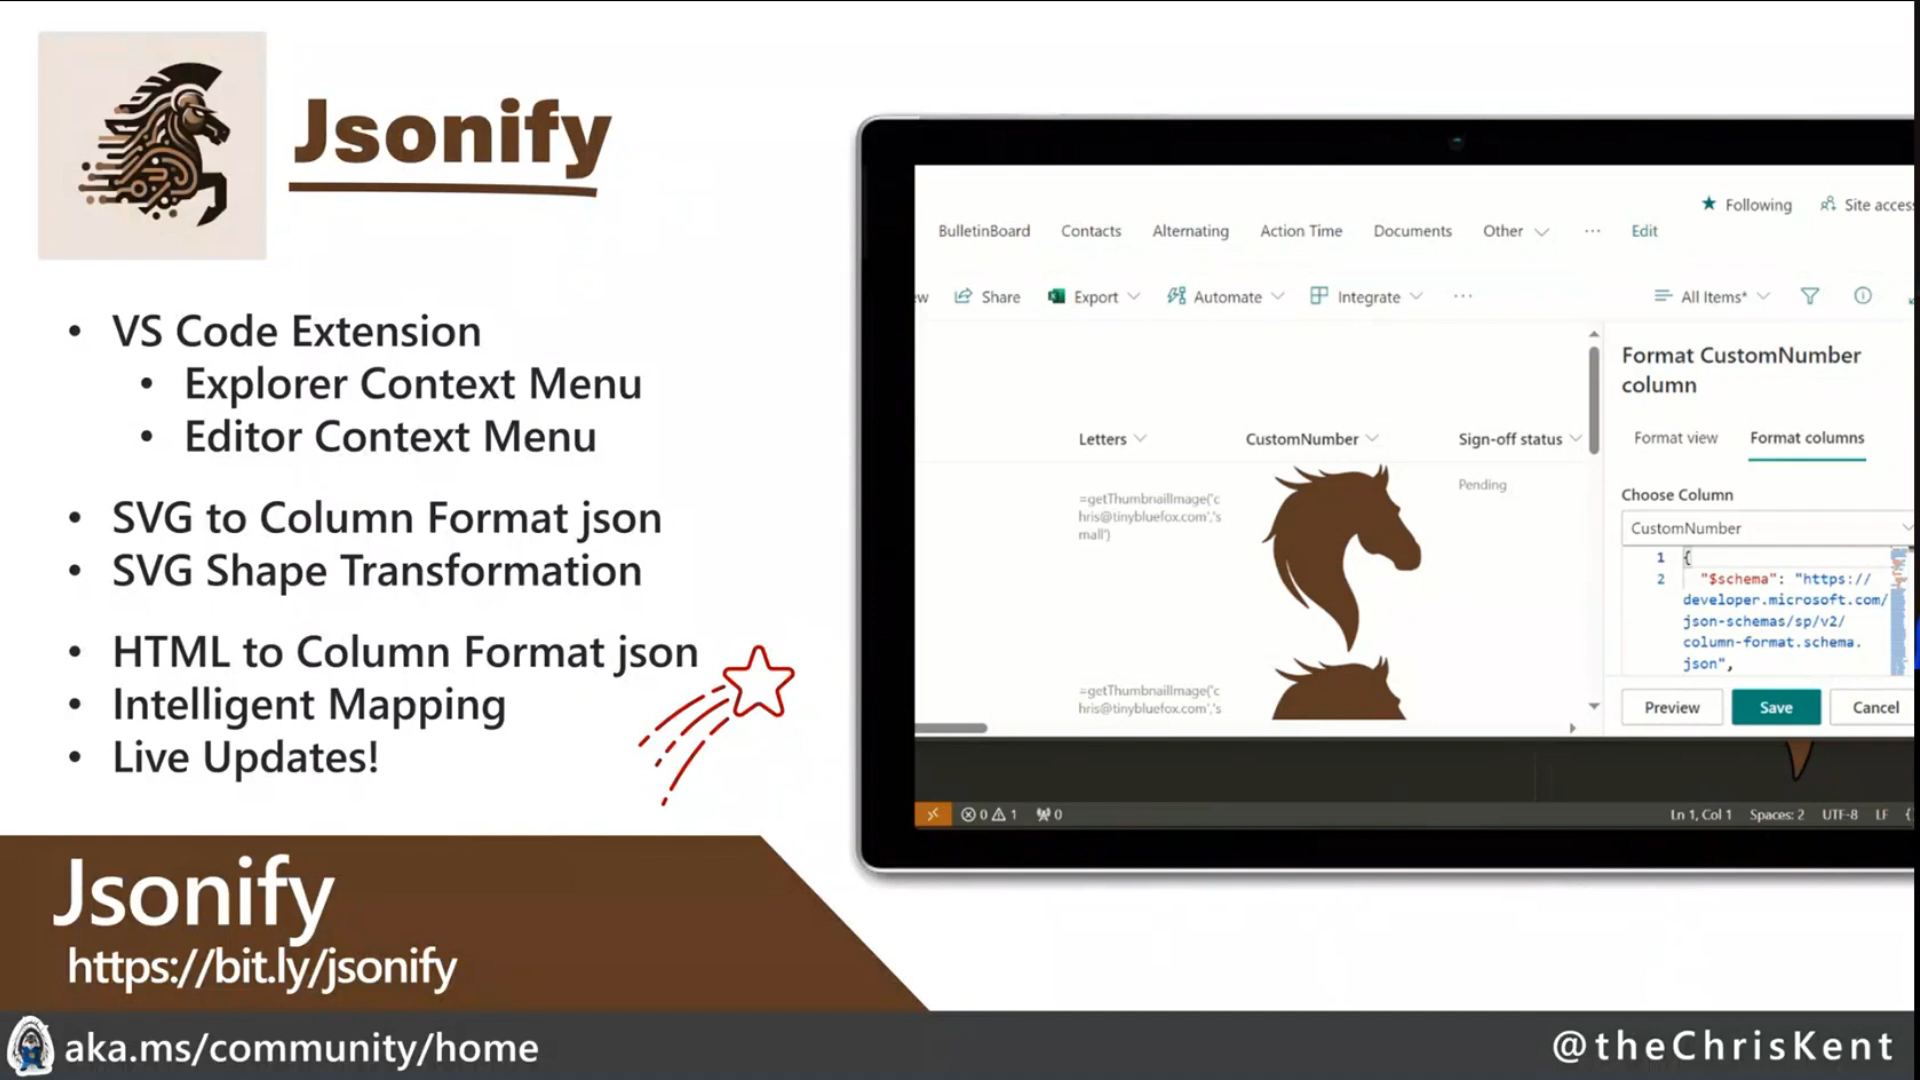 Jsonify
• VS Code Extension
• Explorer Context Menu
• Editor Context Menu
• SVG to Column Format json
• SVG Shape Transformation
• HTML to Column Format json
• Intelligent Mapping
• Live Updates!
Jsonify
https://bit.ly/jsonify
aka.ms/community/home
@theChrisKent
Following
BulletinBoard Contacts Alternating Action Time Documents Other ··· Edit
Share Export Automate Integrate ··· All Items*
Format CustomNumber
column
Format view Format columns
Letters CustomNumber Sign-off status
Pending
=getThumbnailImage('c
hris@tinybluefox.com','s
mall')
=getThumbnailImage('c
hris@tinybluefox.com','s
Choose Column
CustomNumber
1 {
2 "$schema": "https://
developer.microsoft.com/
json-schemas/sp/v2/
column-format.schema.
json",
Preview Save Cancel
0 1 0
Ln 1, Col 1 Spaces: 2 UTF-8 LF {